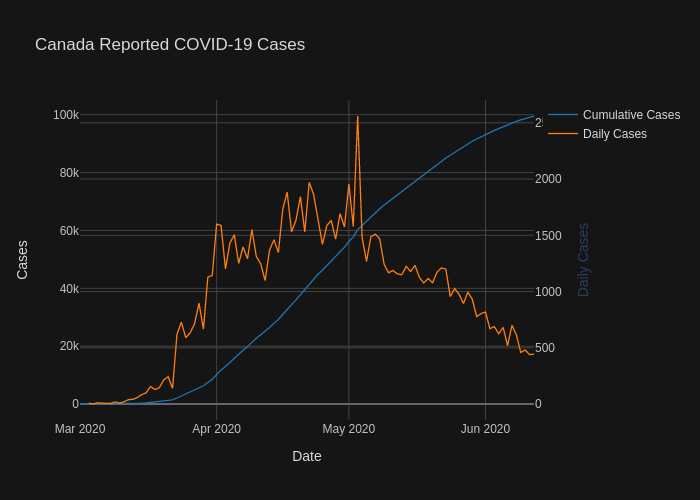 Canada Reported COVID-19 Cases
100k
80k
60k
40k
20k
0
Cases
2000
1500
1000
500
0
Daily Cases
Mar 2020
Apr 2020
May 2020
Jun 2020
Date
Cumulative Cases
Daily Cases